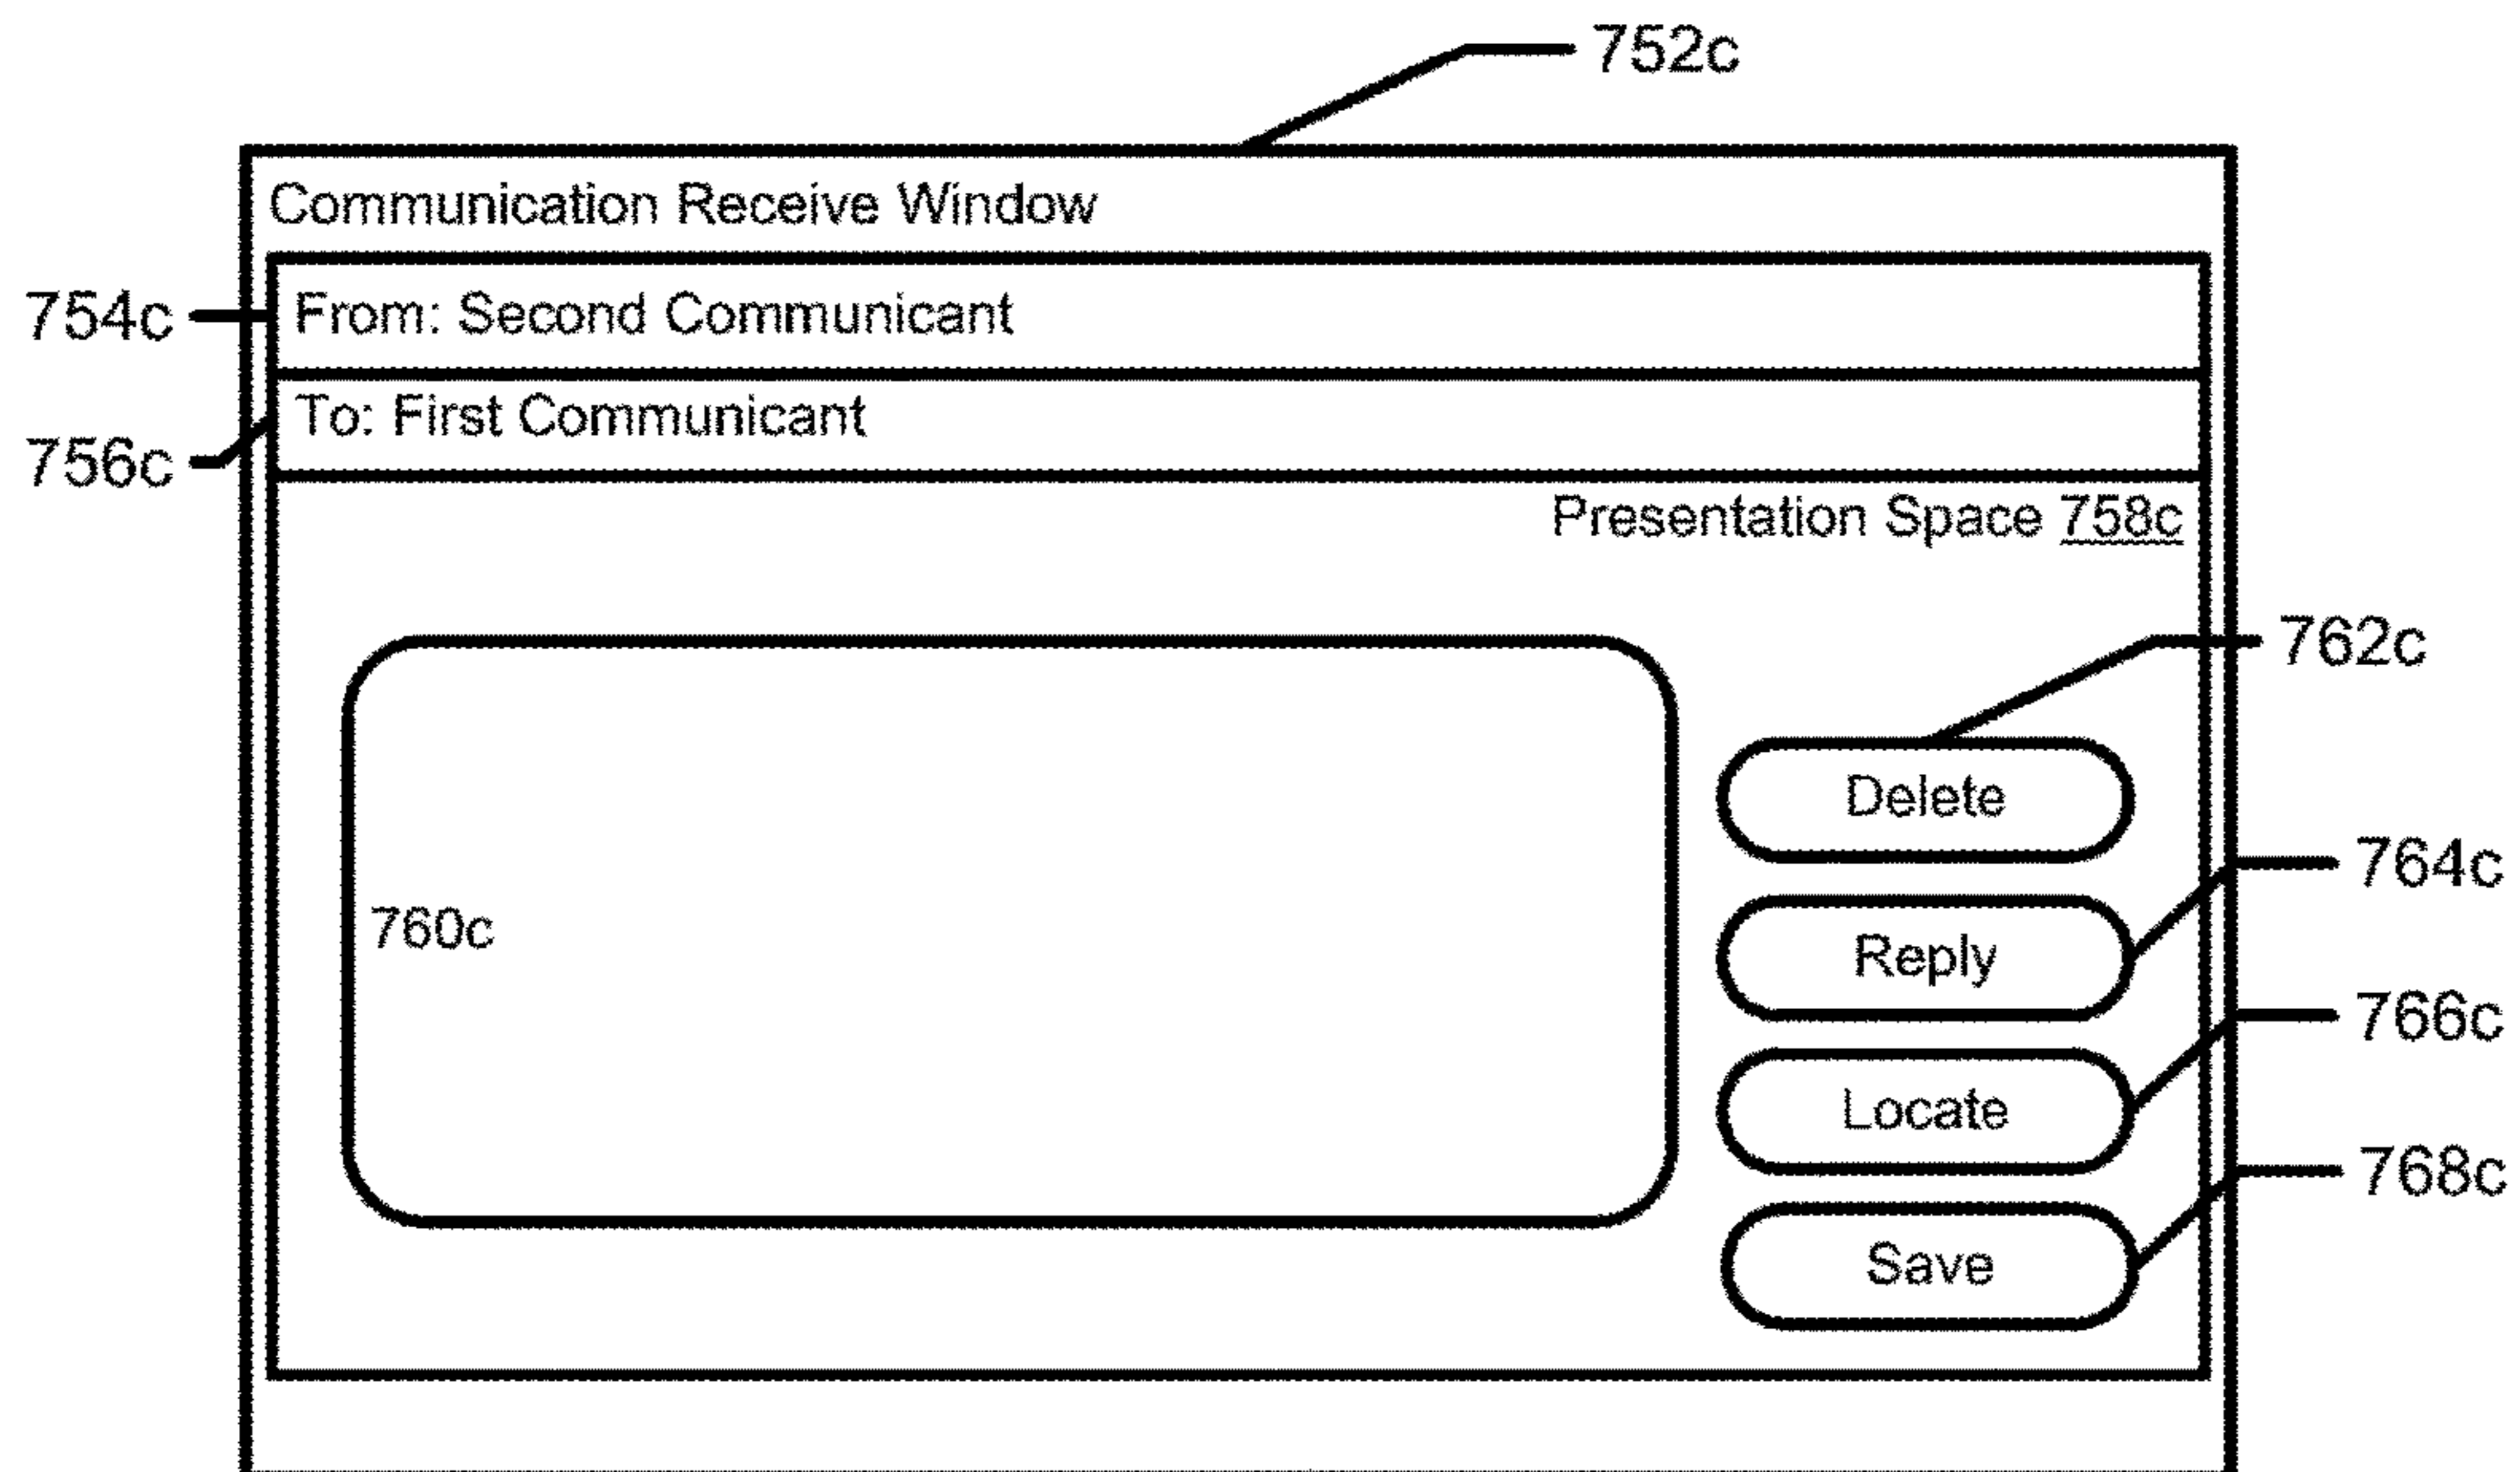 752c
Communication Receive Window
754c
From: Second Communicant
To: First Communicant
756c
Presentation Space 758c
762c
Delete
764c
760c
Reply
766c
Locate
768c
Save